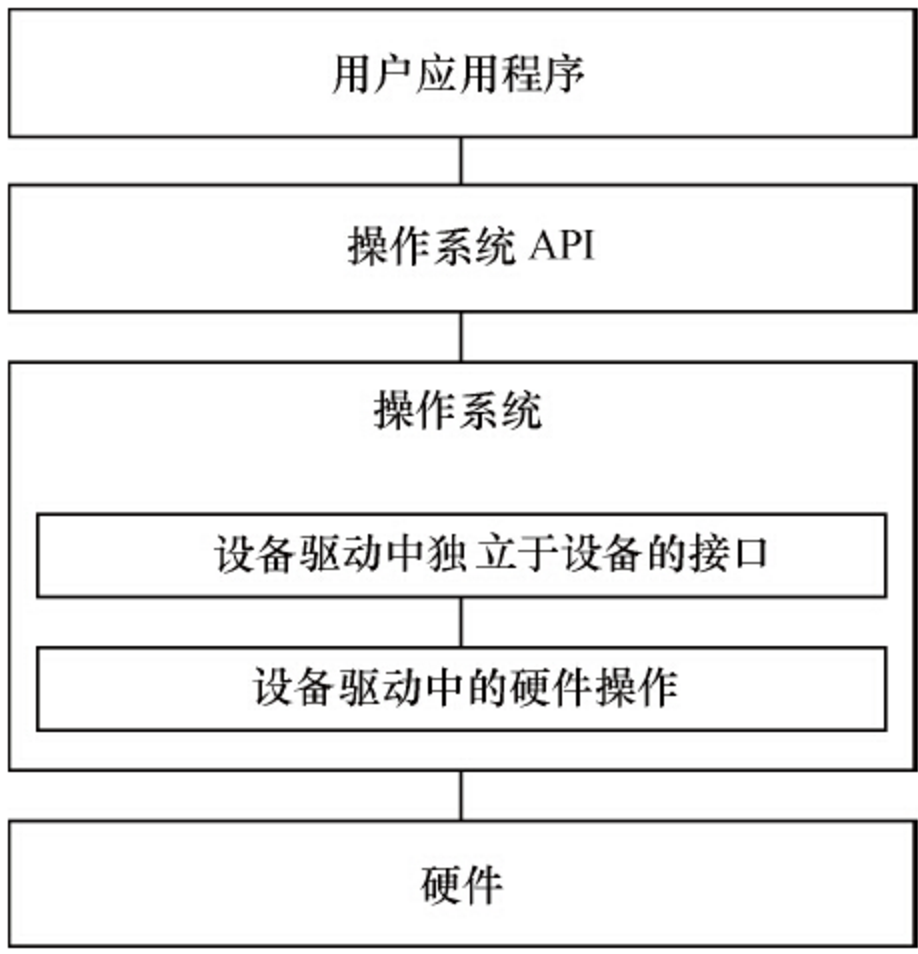 用户应用程序
操作系统 API
操作系统
设备驱动中独立于设备的接口
设备驱动中的硬件操作
硬件